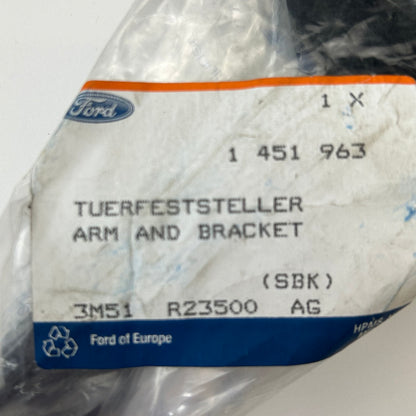 Ford
1 X
1 451 963
TUERFESTSTELLER
ARM AND BRACKET
(SBK)
3M51 R23500 AG
Ford of Europe